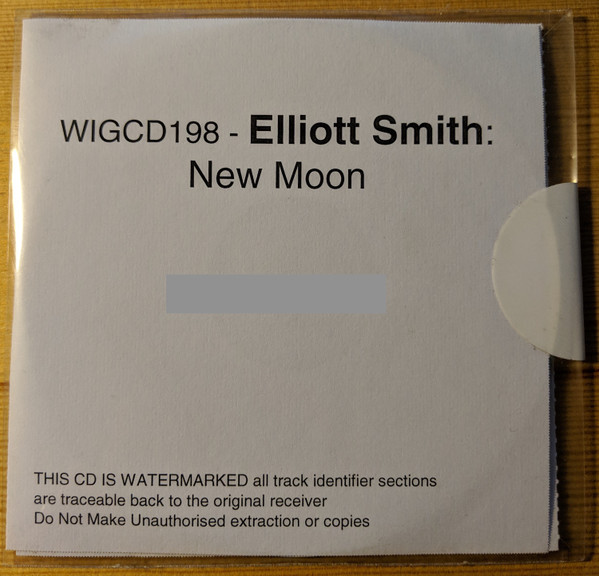 WIGCD198 - Elliott Smith:
New Moon
THIS CD IS WATERMARKED all track identifier sections
are traceable back to the original receiver
Do Not Make Unauthorised extraction or copies